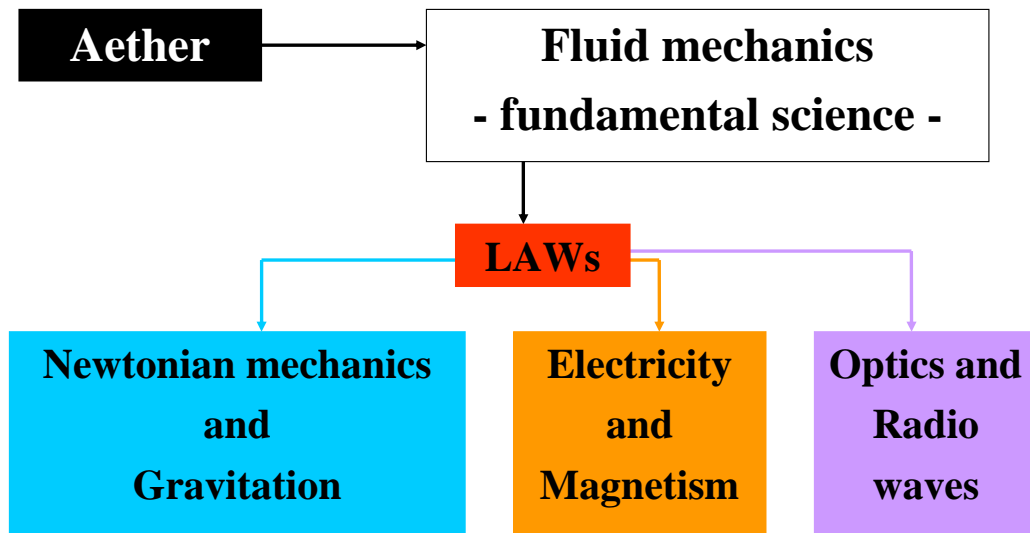 Aether
Fluid mechanics
- fundamental science -
LAWs
Newtonian mechanics
and
Gravitation
Electricity
and
Magnetism
Optics and
Radio
waves